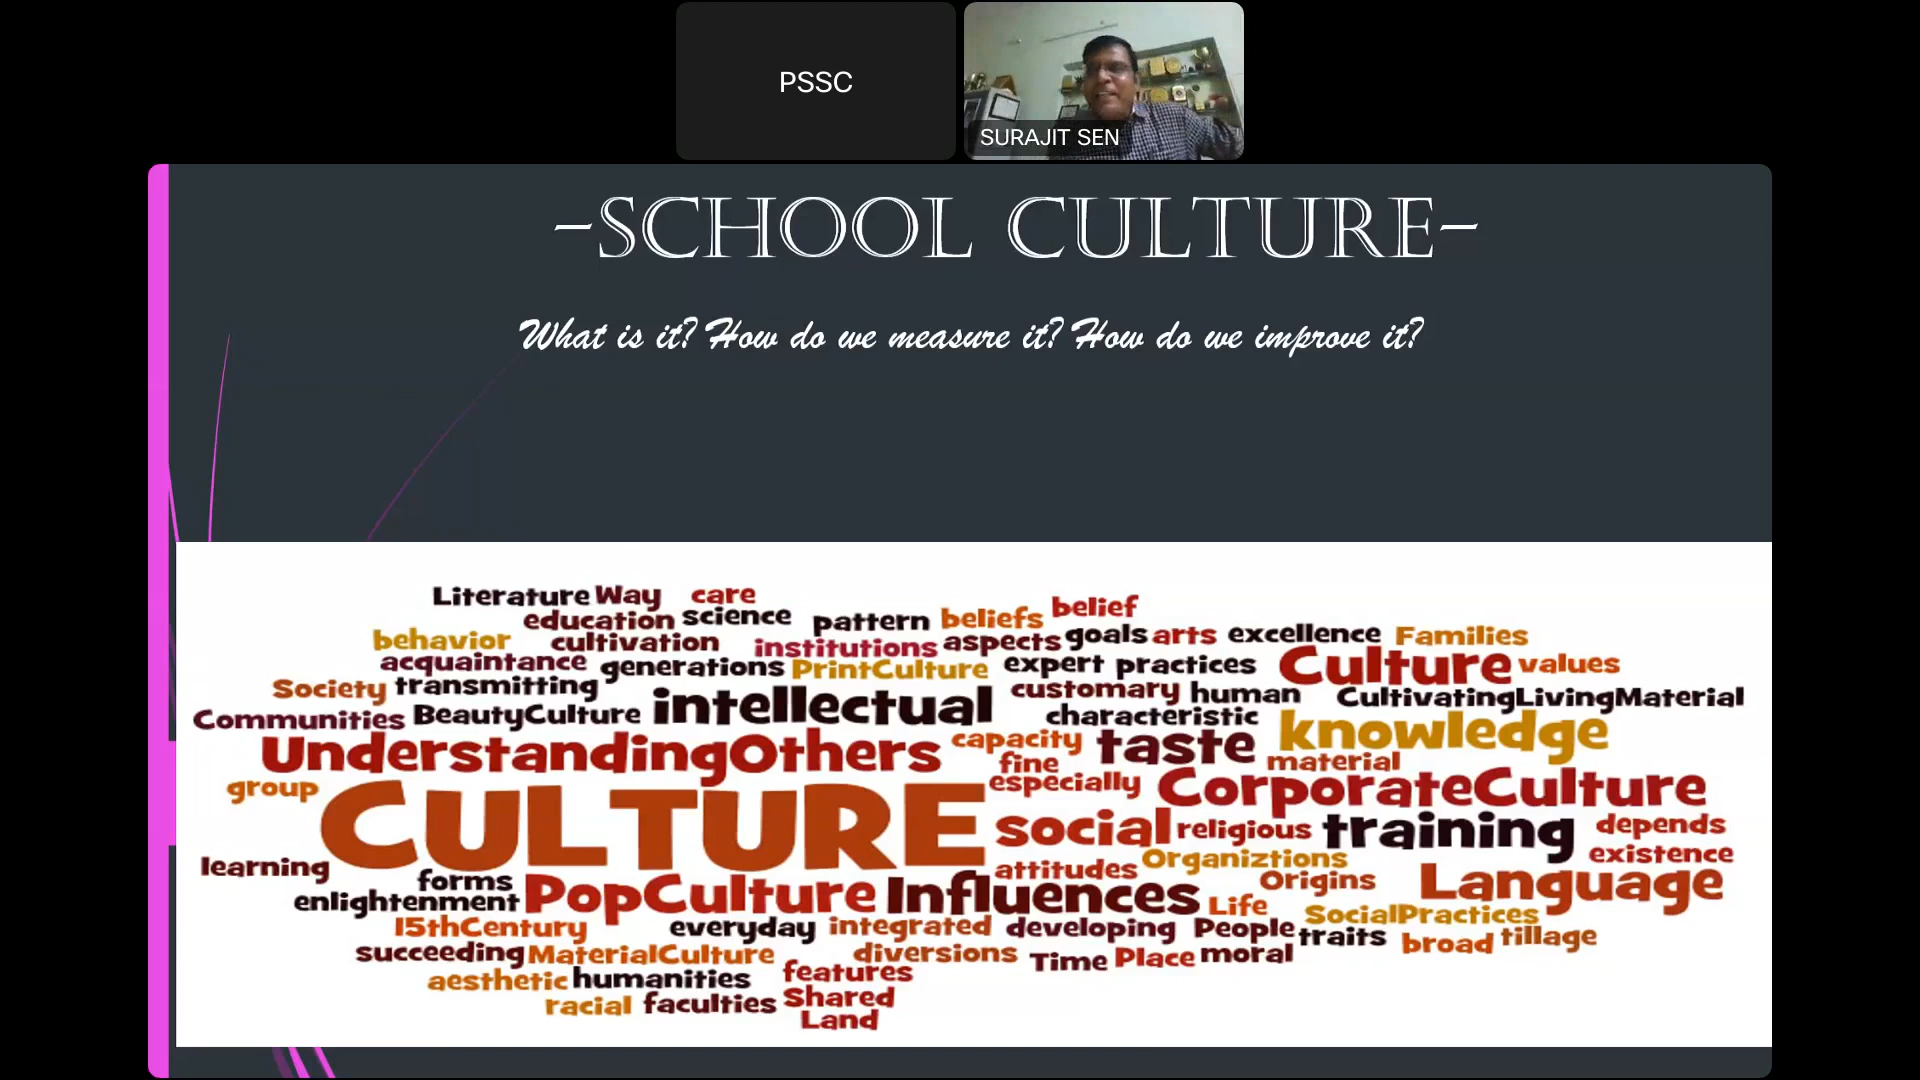 PSSC
SURAJIT SEN
-SCHOOL CULTURE-
What is it? How do we measure it? How do we improve it?
Literature Way care
education science pattern beliefs belief
behavior cultivation institutions aspects goals arts excellence Families
acquaintance generations PrintCulture expert practices Culture values
Society transmitting intellectual customary human CultivatingLivingMaterial
Communities BeautyCulture characteristic knowledge
UnderstandingOthers capacity taste
fine material
group CULTURE especially CorporateCulture
social religious training depends
learning attitudes Organiztions existence
forms PopCulture Influences Origins Language
enlightenment Life SocialPractices
15thCentury everyday integrated developing People traits broad tillage
succeeding MaterialCulture diversions Time Place moral
aesthetic humanities features
racial faculties Shared
Land